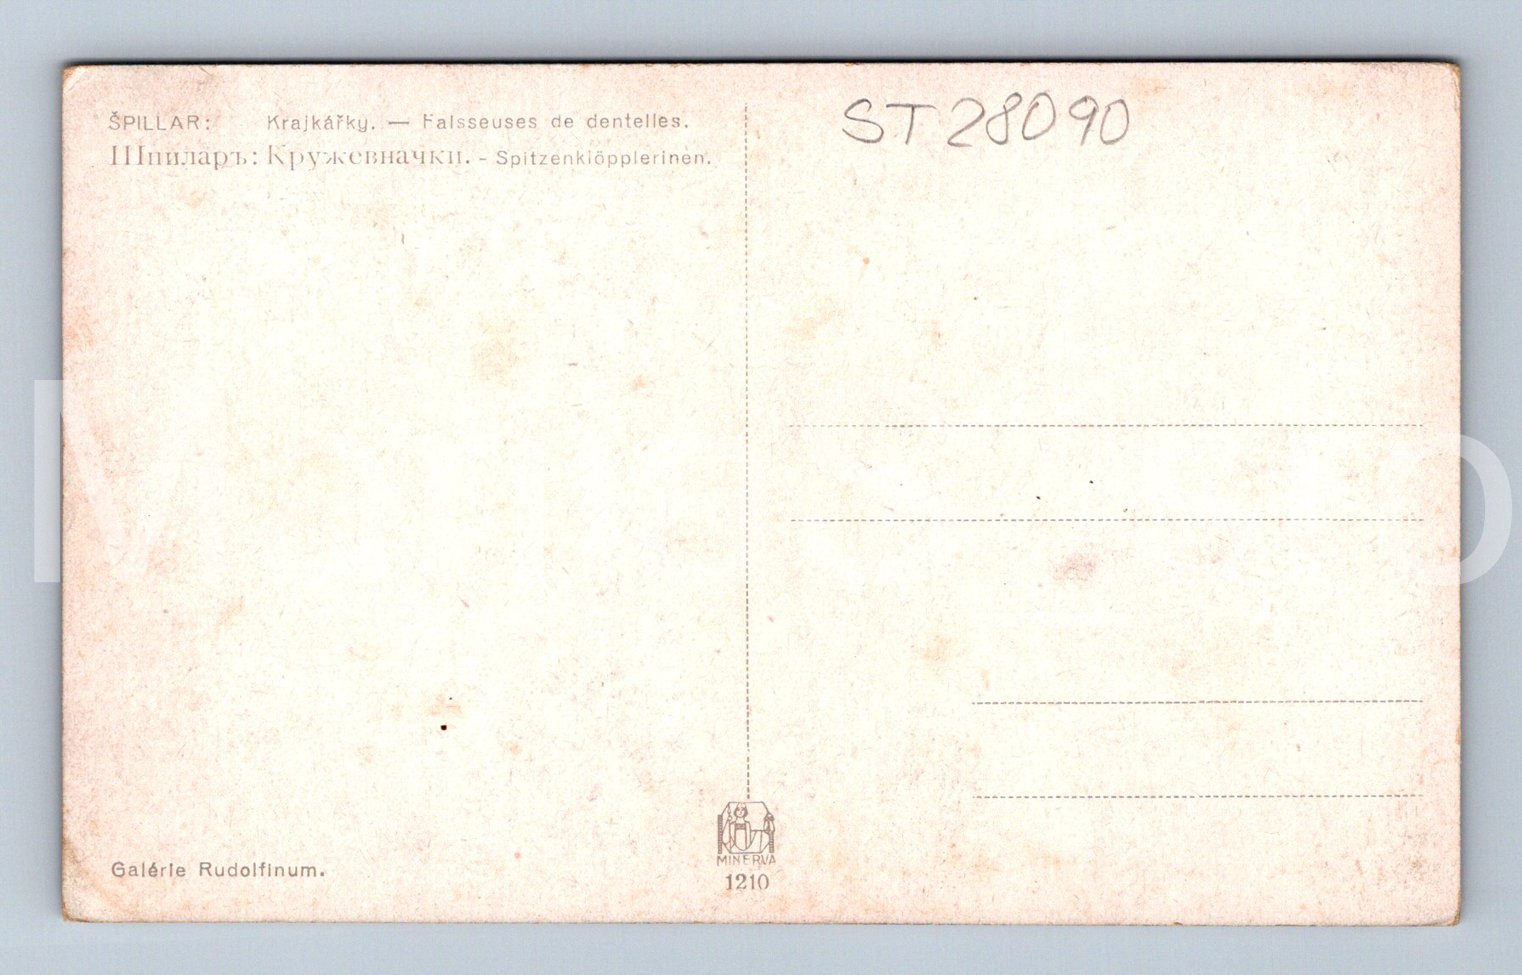 ŠPILLAR: Krajkářky. — Faisseuses de dentelles.
Шпиларъ: Кружевначки. - Spitzenklöpplerinen.
ST 28090
Galérie Rudolfinum.
MINERVA
1210